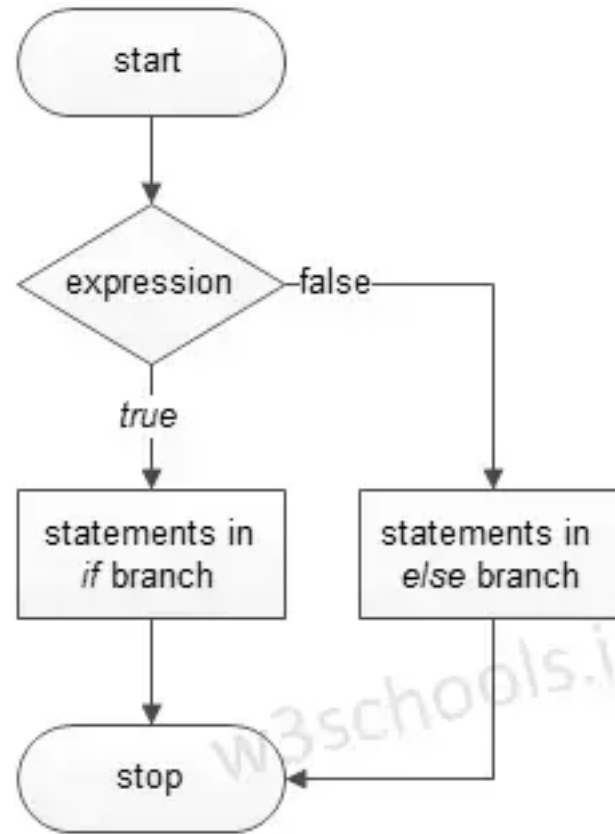 start
expression
false
true
statements in
if branch
statements in
else branch
stop
w3schools.i